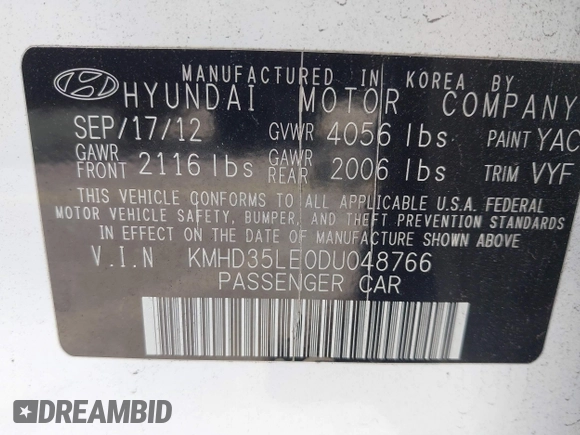 MANUFACTURED IN KOREA BY
HYUNDAI MOTOR COMPANY
SEP/17/12 GVWR 4056 lbs PAINT YAC
GAWR FRONT 2116 lbs GAWR REAR 2006 lbs TRIM VYF
THIS VEHICLE CONFORMS TO ALL APPLICABLE U.S.A. FEDERAL
MOTOR VEHICLE SAFETY, BUMPER, AND THEFT PREVENTION STANDARDS
IN EFFECT ON THE DATE OF MANUFACTURE SHOWN ABOVE
V.I.N KMHD35LE0DU048766
PASSENGER CAR
DREAMBID